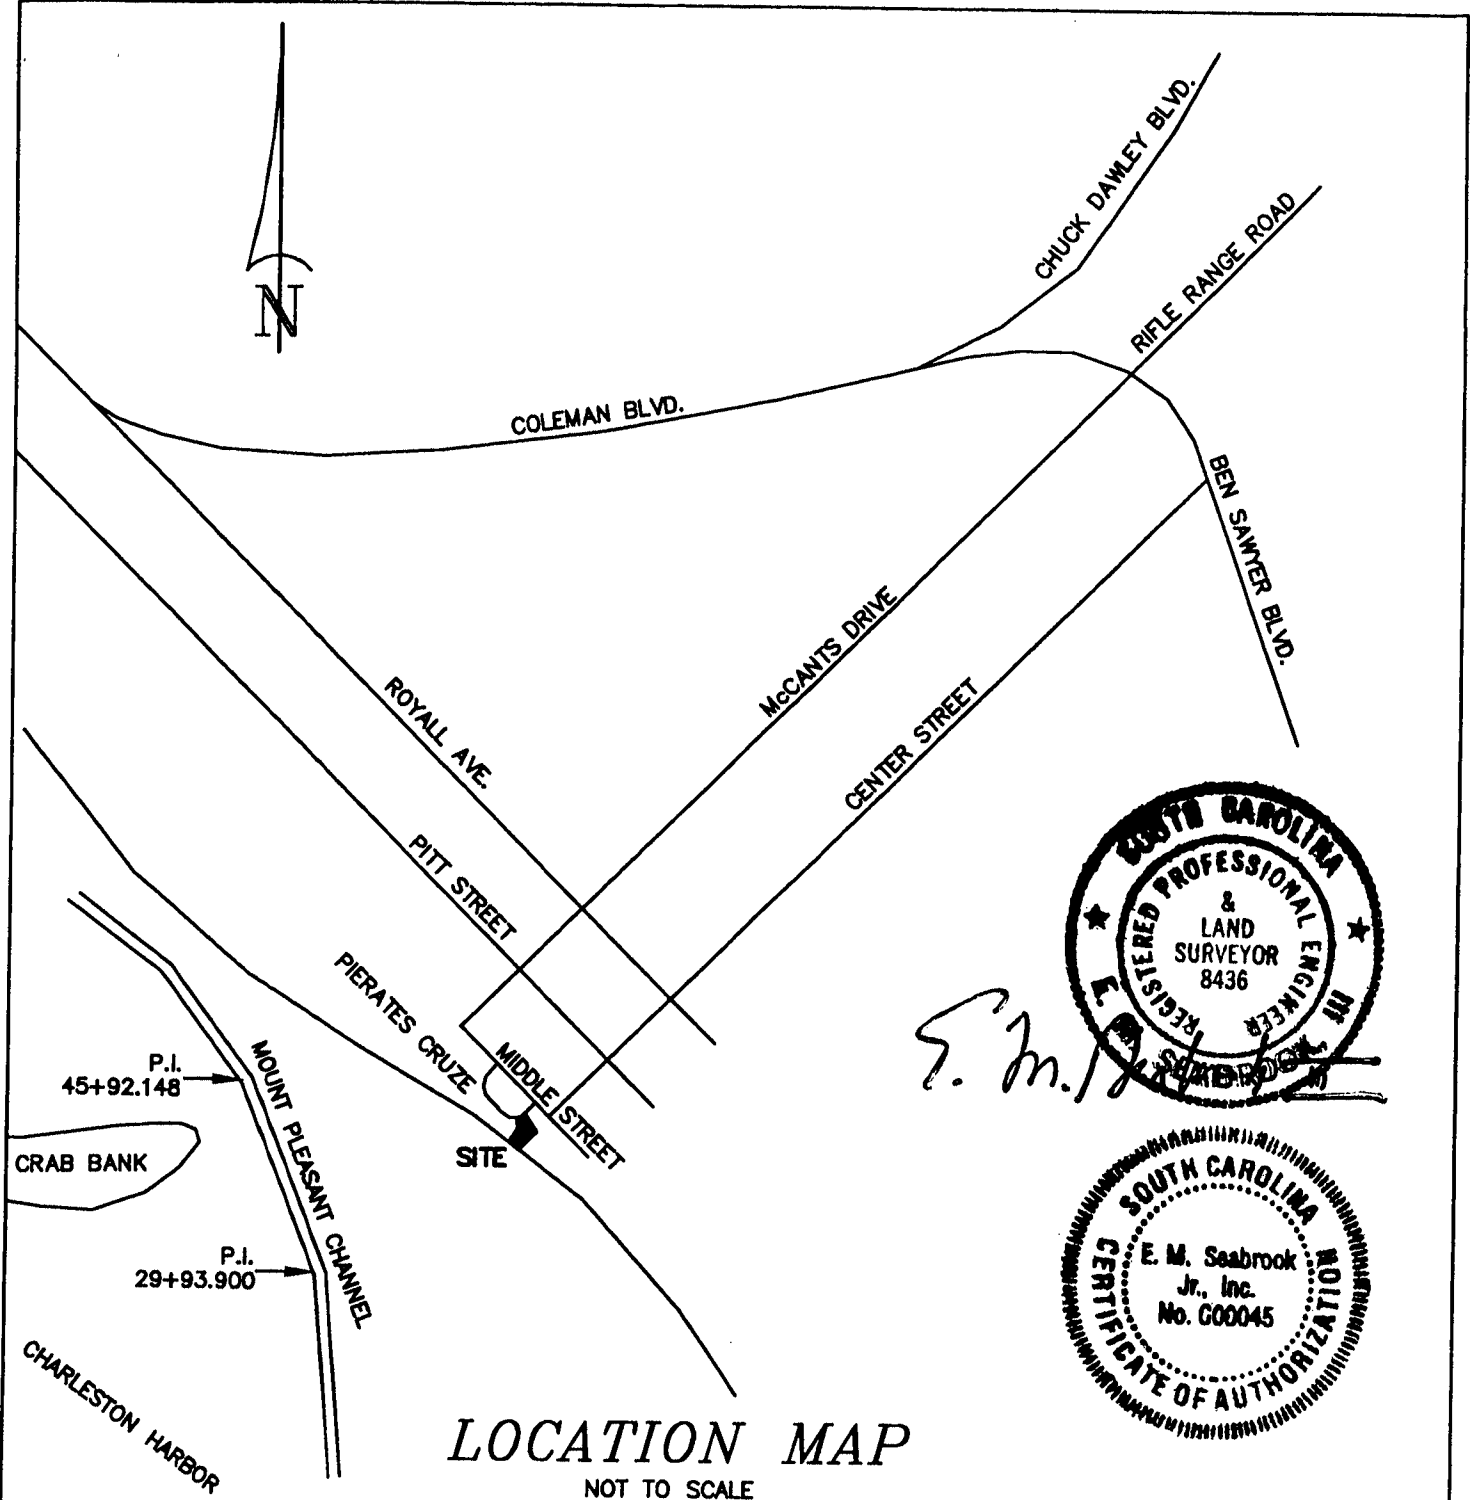 N
CHUCK DAWLEY BLVD.
RIFLE RANGE ROAD
COLEMAN BLVD.
BEN SAWYER BLVD.
McCANTS DRIVE
CENTER STREET
ROYALL AVE.
PITT STREET
PIERATES CRUZE
MIDDLE STREET
SITE
MOUNT PLEASANT CHANNEL
P.I.
45+92.148
CRAB BANK
P.I.
29+93.900
CHARLESTON HARBOR
SOUTH CAROLINA
REGISTERED PROFESSIONAL ENGINEER
&
LAND
SURVEYOR
8436
E. M. SEABROOK, III
SOUTH CAROLINA
E. M. Seabrook
Jr., Inc.
No. C00045
CERTIFICATE OF AUTHORIZATION
LOCATION MAP
NOT TO SCALE